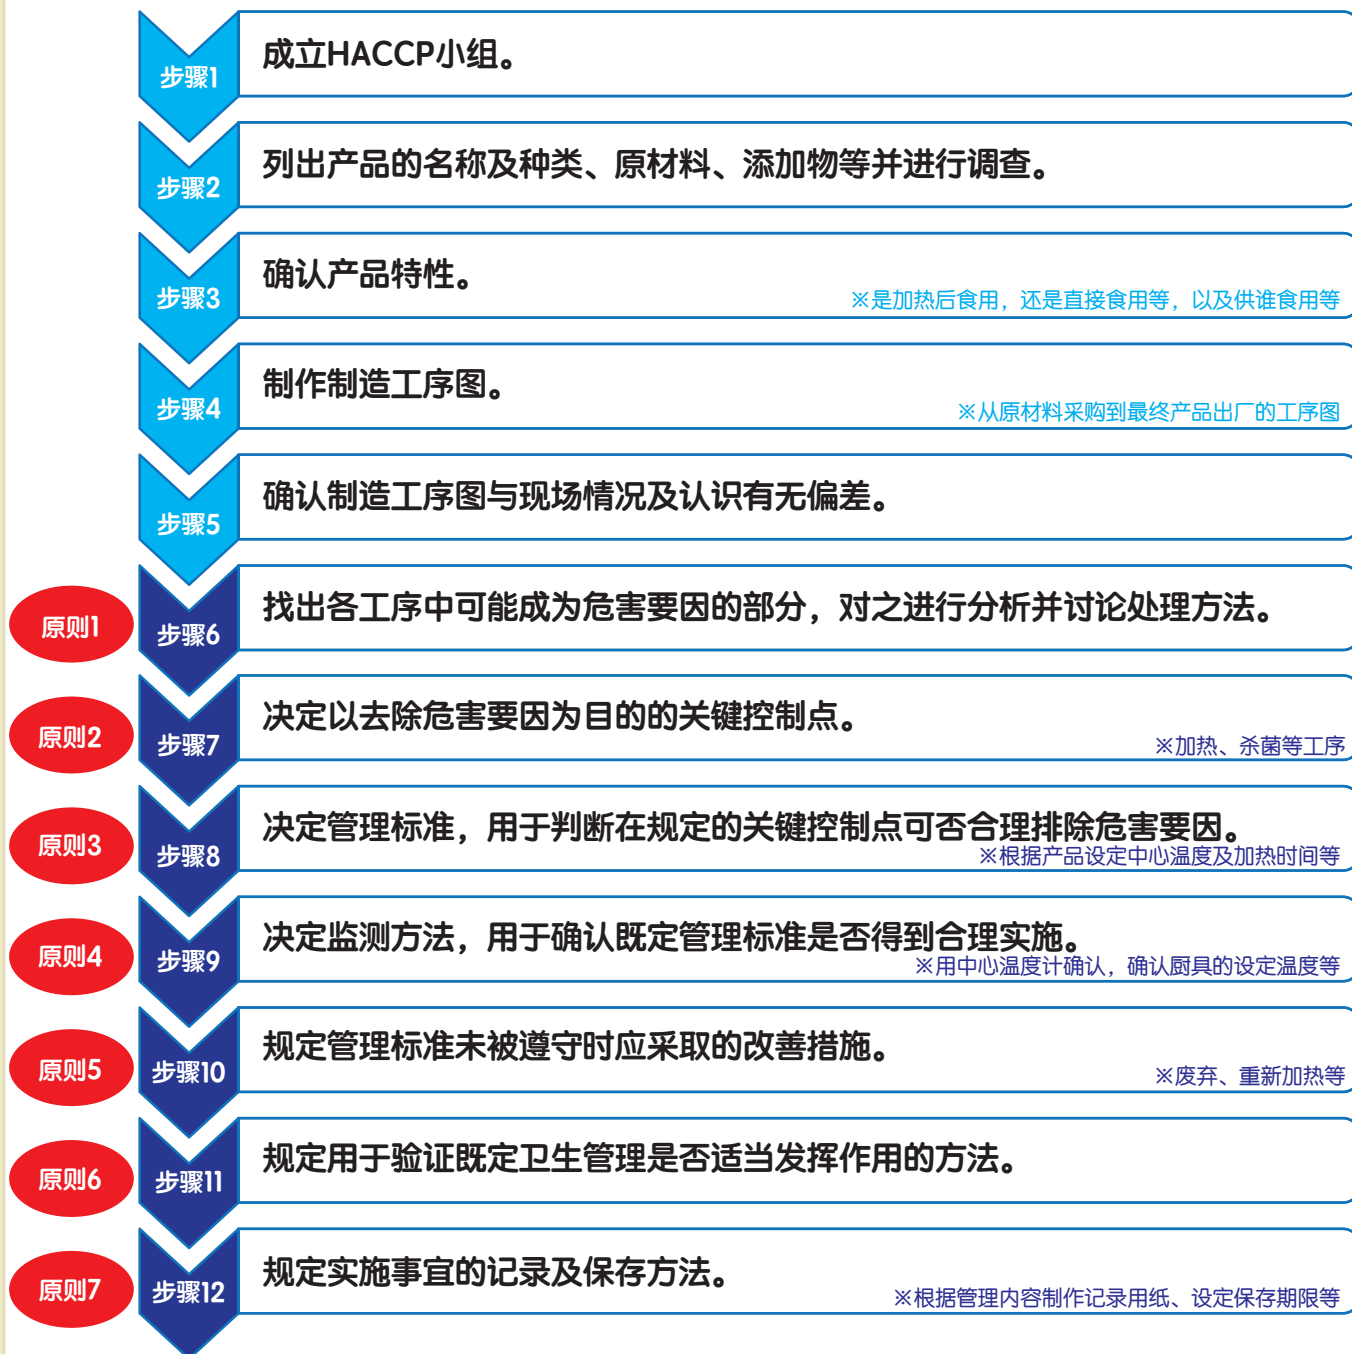 步骤1
成立HACCP小组。
步骤2
列出产品的名称及种类、原材料、添加物等并进行调查。
步骤3
确认产品特性。
※是加热后食用，还是直接食用等，以及供谁食用等
步骤4
制作制造工序图。
※从原材料采购到最终产品出厂的工序图
步骤5
确认制造工序图与现场情况及认识有无偏差。
原则1
步骤6
找出各工序中可能成为危害要因的部分，对之进行分析并讨论处理方法。
原则2
步骤7
决定以去除危害要因为目的的关键控制点。
※加热、杀菌等工序
原则3
步骤8
决定管理标准，用于判断在规定的关键控制点可否合理排除危害要因。
※根据产品设定中心温度及加热时间等
原则4
步骤9
决定监测方法，用于确认既定管理标准是否得到合理实施。
※用中心温度计确认，确认厨具的设定温度等
原则5
步骤10
规定管理标准未被遵守时应采取的改善措施。
※废弃、重新加热等
原则6
步骤11
规定用于验证既定卫生管理是否适当发挥作用的方法。
原则7
步骤12
规定实施事宜的记录及保存方法。
※根据管理内容制作记录用纸、设定保存期限等